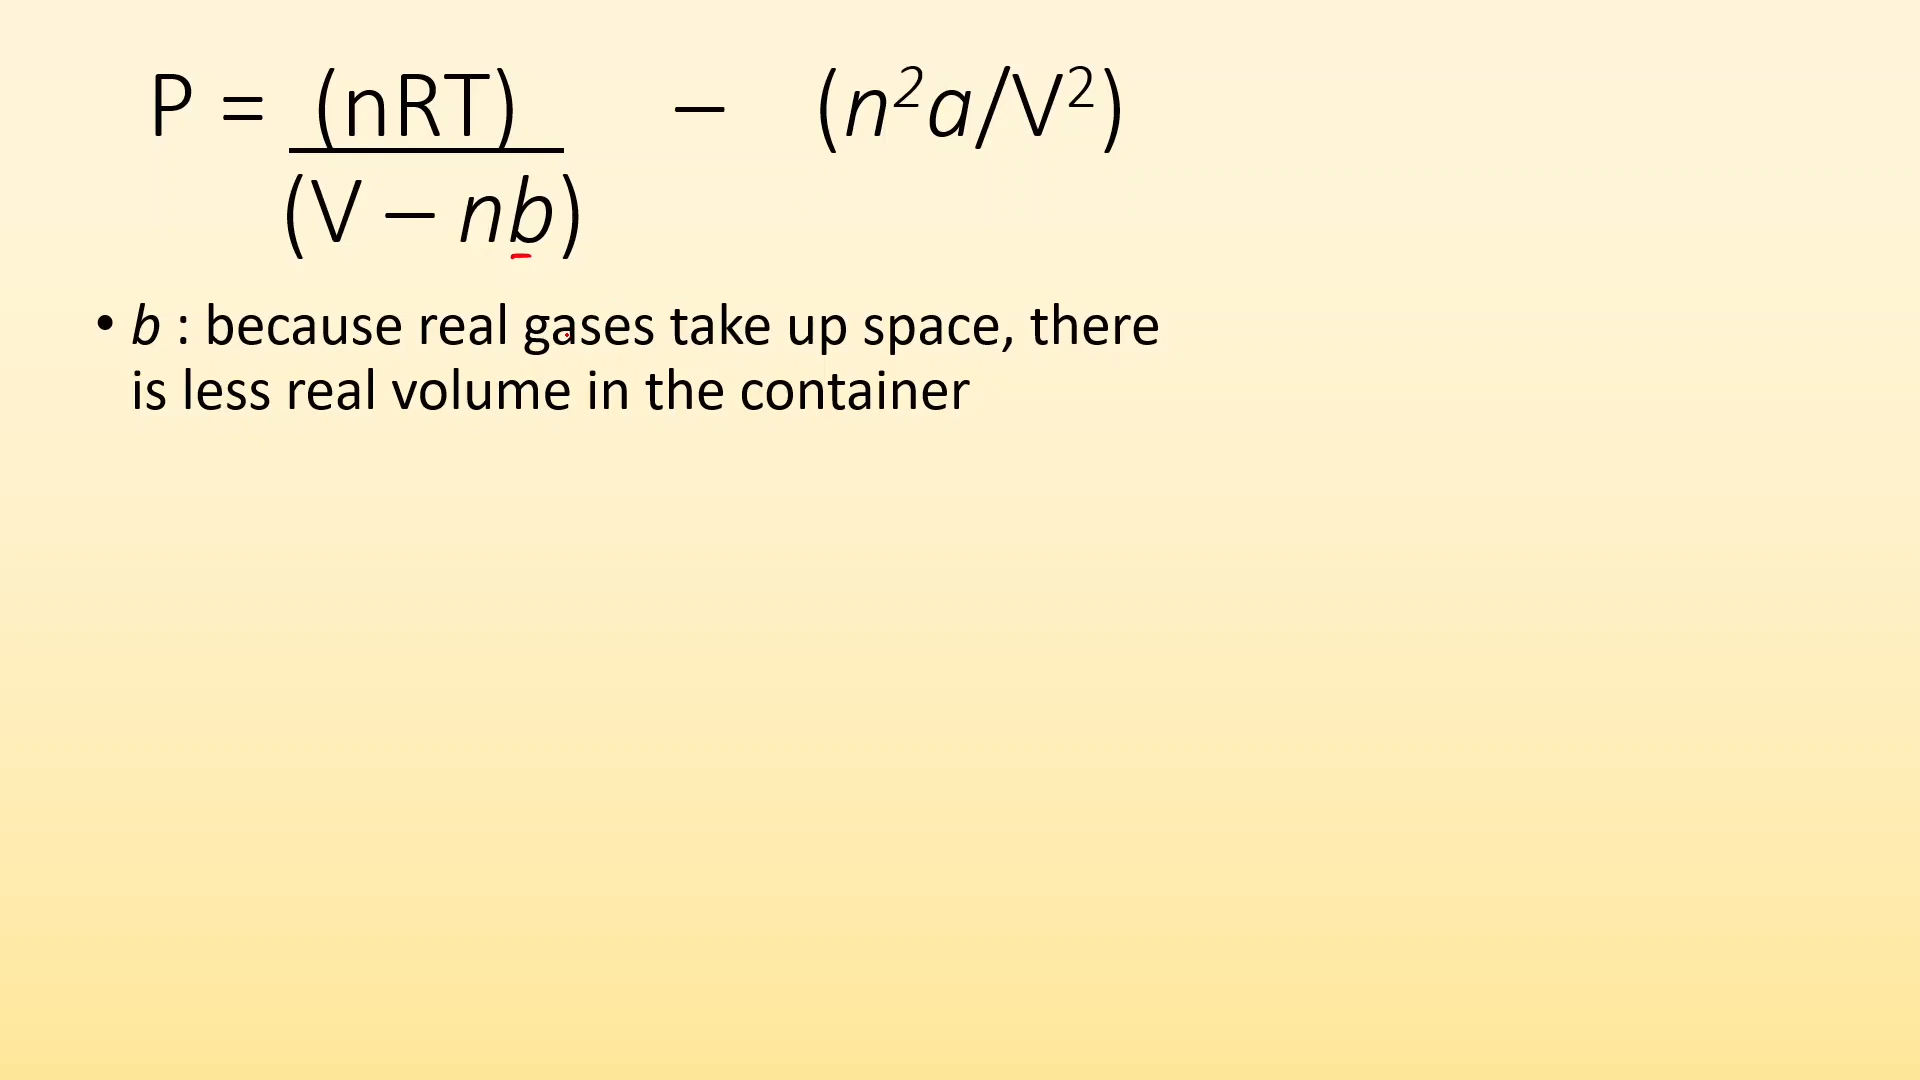 P = (nRT) – (n²a/V²)
(V – nb)
• b : because real gases take up space, there
is less real volume in the container